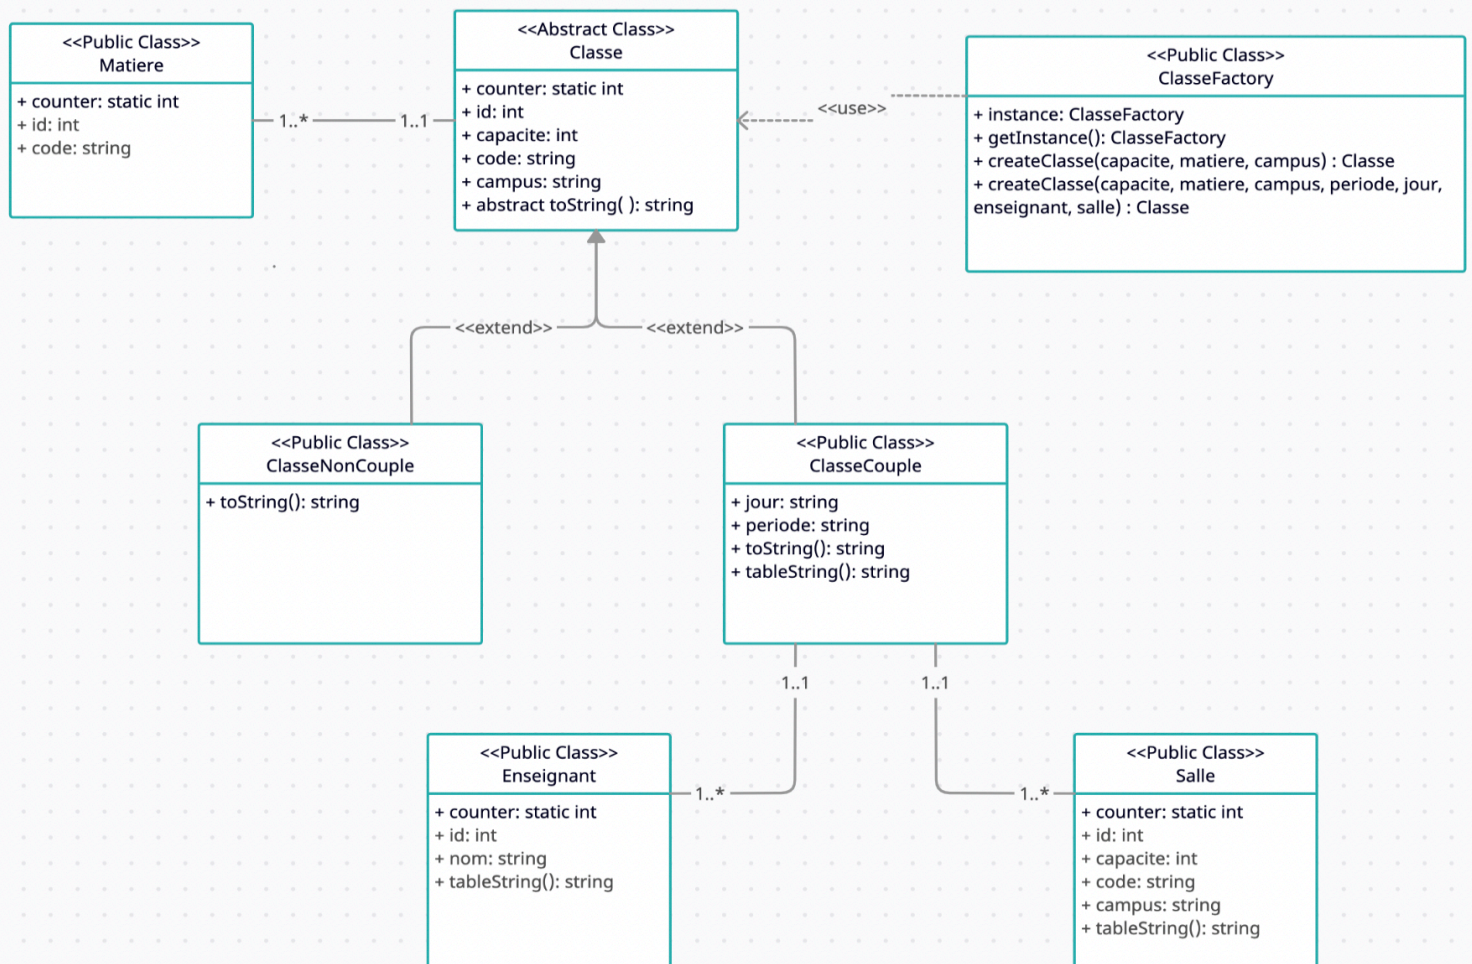 <<Public Class>>
Matiere
+ counter: static int
+ id: int
+ code: string
1..*
1..1
<<Abstract Class>>
Classe
+ counter: static int
+ id: int
+ capacite: int
+ code: string
+ campus: string
+ abstract toString( ): string
<<use>>
<<Public Class>>
ClasseFactory
+ instance: ClasseFactory
+ getInstance(): ClasseFactory
+ createClasse(capacite, matiere, campus) : Classe
+ createClasse(capacite, matiere, campus, periode, jour,
enseignant, salle) : Classe
<<extend>>
<<extend>>
<<Public Class>>
ClasseNonCouple
+ toString(): string
<<Public Class>>
ClasseCouple
+ jour: string
+ periode: string
+ toString(): string
+ tableString(): string
1..1
1..1
<<Public Class>>
Enseignant
+ counter: static int
+ id: int
+ nom: string
+ tableString(): string
1..*
1..*
<<Public Class>>
Salle
+ counter: static int
+ id: int
+ capacite: int
+ code: string
+ campus: string
+ tableString(): string